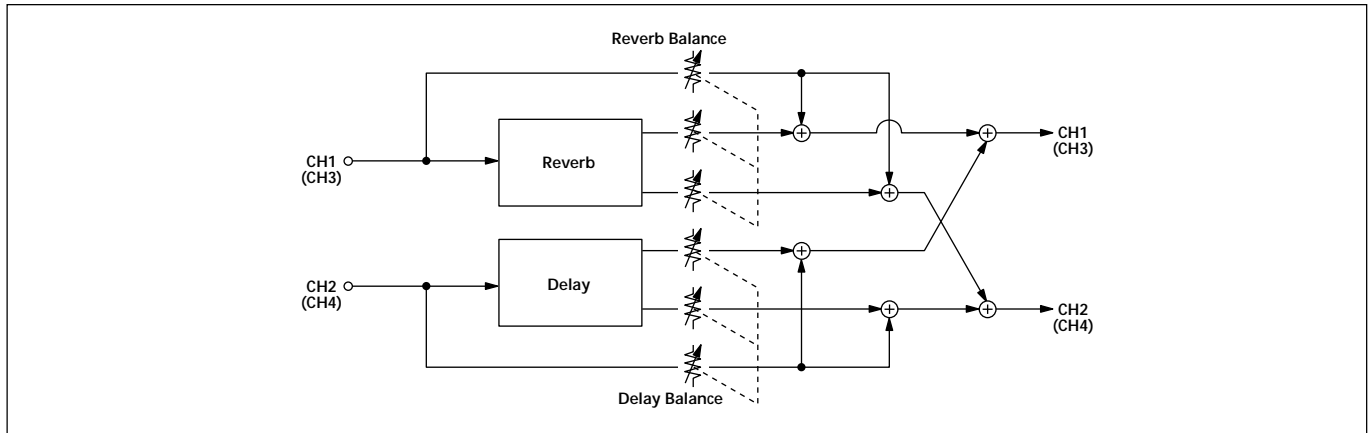 Reverb Balance
CH1
(CH3)
Reverb
CH1
(CH3)
CH2
(CH4)
Delay
CH2
(CH4)
Delay Balance